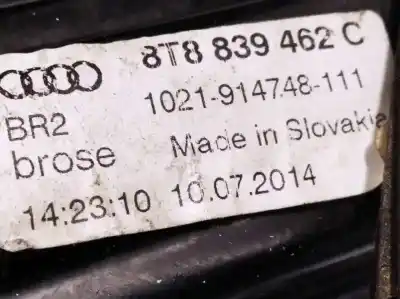 8T8 839 462 C
1021-914748-111
BR2
Made in Slovakia
brose
14:23:10 10.07.2014